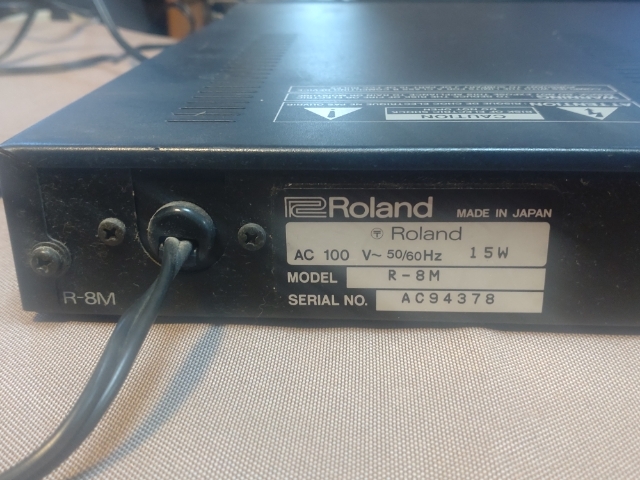 CAUTION
ATTENTION
Roland MADE IN JAPAN
〒 Roland
AC 100 V~ 50/60Hz 15W
MODEL R-8M
SERIAL NO. AC94378
R-8M